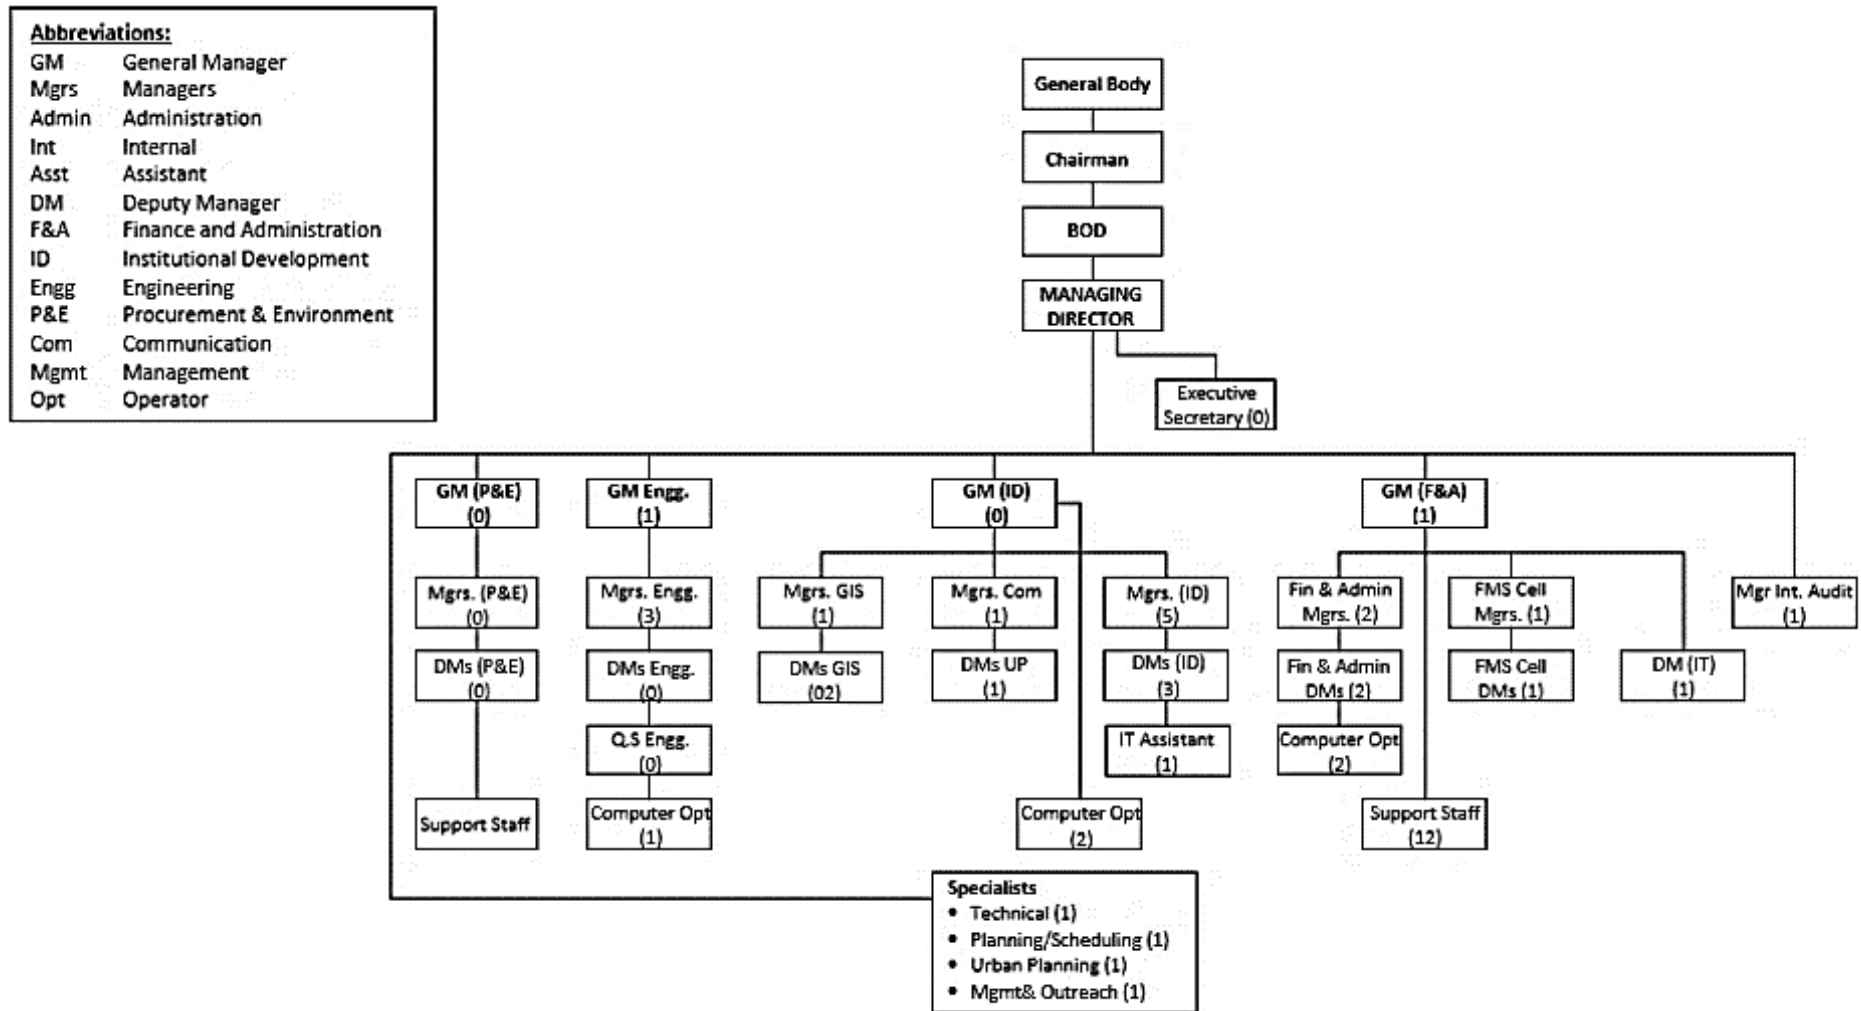 Abbreviations:
GM General Manager
Mgrs Managers
Admin Administration
Int Internal
Asst Assistant
DM Deputy Manager
F&A Finance and Administration
ID Institutional Development
Engg Engineering
P&E Procurement & Environment
Com Communication
Mgmt Management
Opt Operator
General Body
Chairman
BOD
MANAGING
DIRECTOR
Executive
Secretary (0)
GM (P&E)
(0)
GM Engg.
(1)
GM (ID)
(0)
GM (F&A)
(1)
Mgrs. (P&E)
(0)
Mgrs. Engg.
(3)
Mgrs. GIS
(1)
Mgrs. Com
(1)
Mgrs. (ID)
(5)
Fin & Admin
Mgrs. (2)
FMS Cell
Mgrs. (1)
Mgr Int. Audit
(1)
DMs (P&E)
(0)
DMs Engg.
(0)
DMs GIS
(02)
DMs UP
(1)
DMs (ID)
(3)
Fin & Admin
DMs (2)
FMS Cell
DMs (1)
DM (IT)
(1)
Q.S Engg.
(0)
IT Assistant
(1)
Computer Opt
(2)
Support Staff
Computer Opt
(1)
Computer Opt
(2)
Support Staff
(12)
Specialists
• Technical (1)
• Planning/Scheduling (1)
• Urban Planning (1)
• Mgmt& Outreach (1)